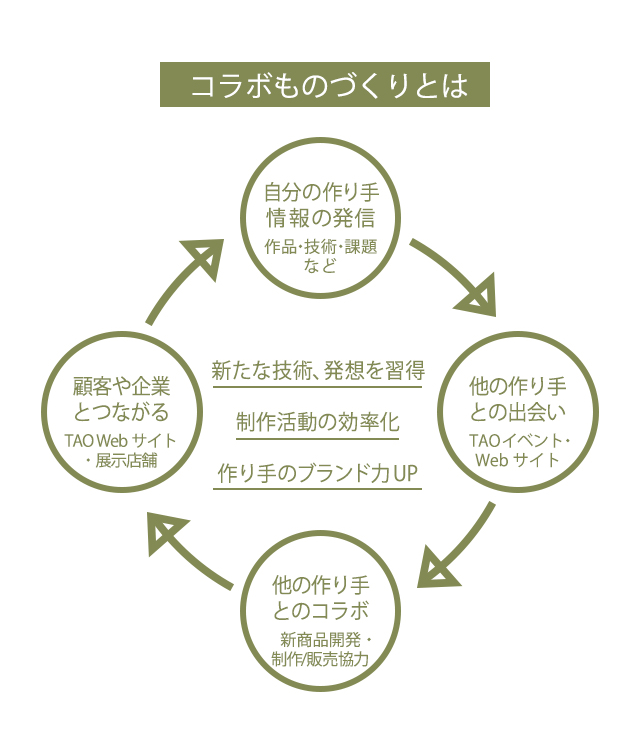 コラボものづくりとは
自分の作り手
情報の発信
作品・技術・課題
など
他の作り手
との出会い
TAOイベント・
Web サイト
他の作り手
とのコラボ
新商品開発・
制作/販売協力
顧客や企業
とつながる
TAO Web サイト
・展示店舗
新たな技術、発想を習得
制作活動の効率化
作り手のブランド力UP